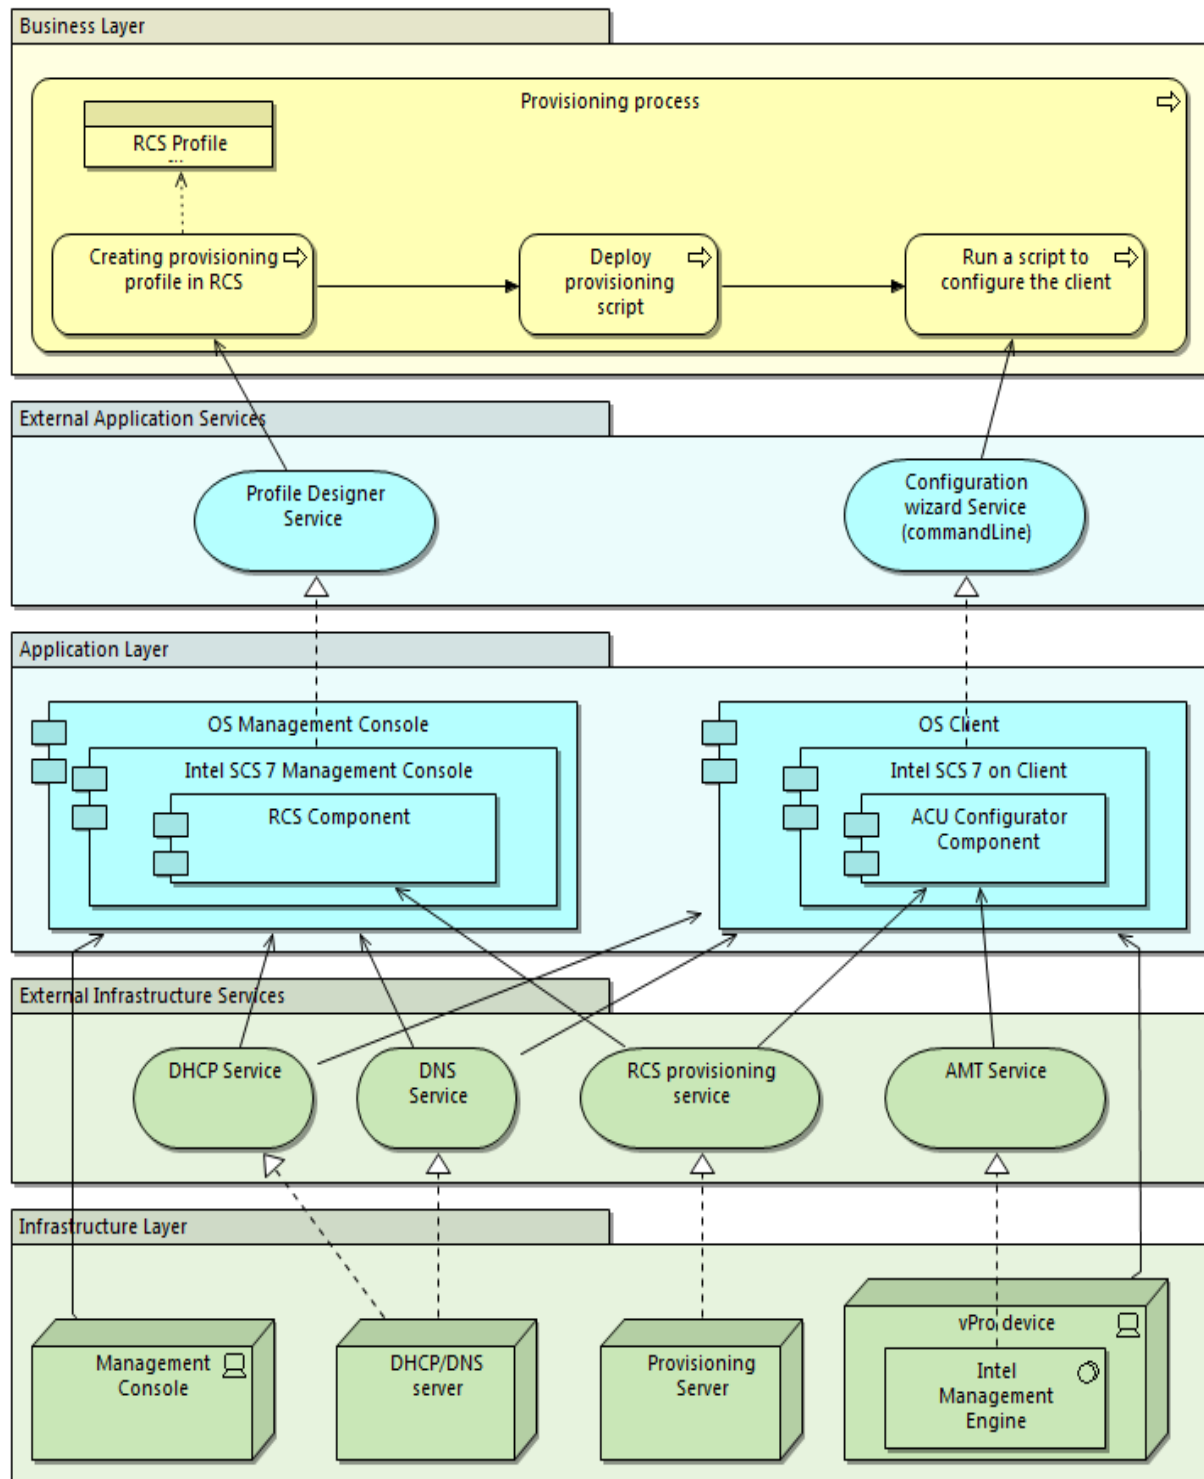 Business Layer
Provisioning process
RCS Profile
...
Creating provisioning
profile in RCS
Deploy
provisioning
script
Run a script to
configure the client
External Application Services
Profile Designer
Service
Configuration
wizard Service
(commandLine)
Application Layer
OS Management Console
Intel SCS 7 Management Console
RCS Component
OS Client
Intel SCS 7 on Client
ACU Configurator
Component
External Infrastructure Services
DHCP Service
DNS
Service
RCS provisioning
service
AMT Service
Infrastructure Layer
Management
Console
DHCP/DNS
server
Provisioning
Server
vPro device
Intel
Management
Engine